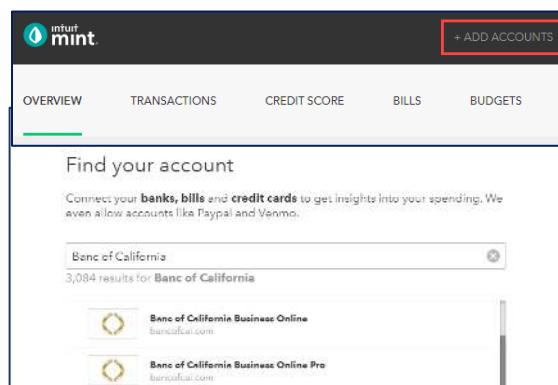 intuit
mint.
+ ADD ACCOUNTS
OVERVIEW TRANSACTIONS CREDIT SCORE BILLS BUDGETS
Find your account
Connect your banks, bills and credit cards to get insights into your spending. We
even allow accounts like Paypal and Venmo.
Banc of California
3,084 results for Banc of California
Banc of California Business Online
bancofcal.com
Banc of California Business Online Pro
bancofcal.com